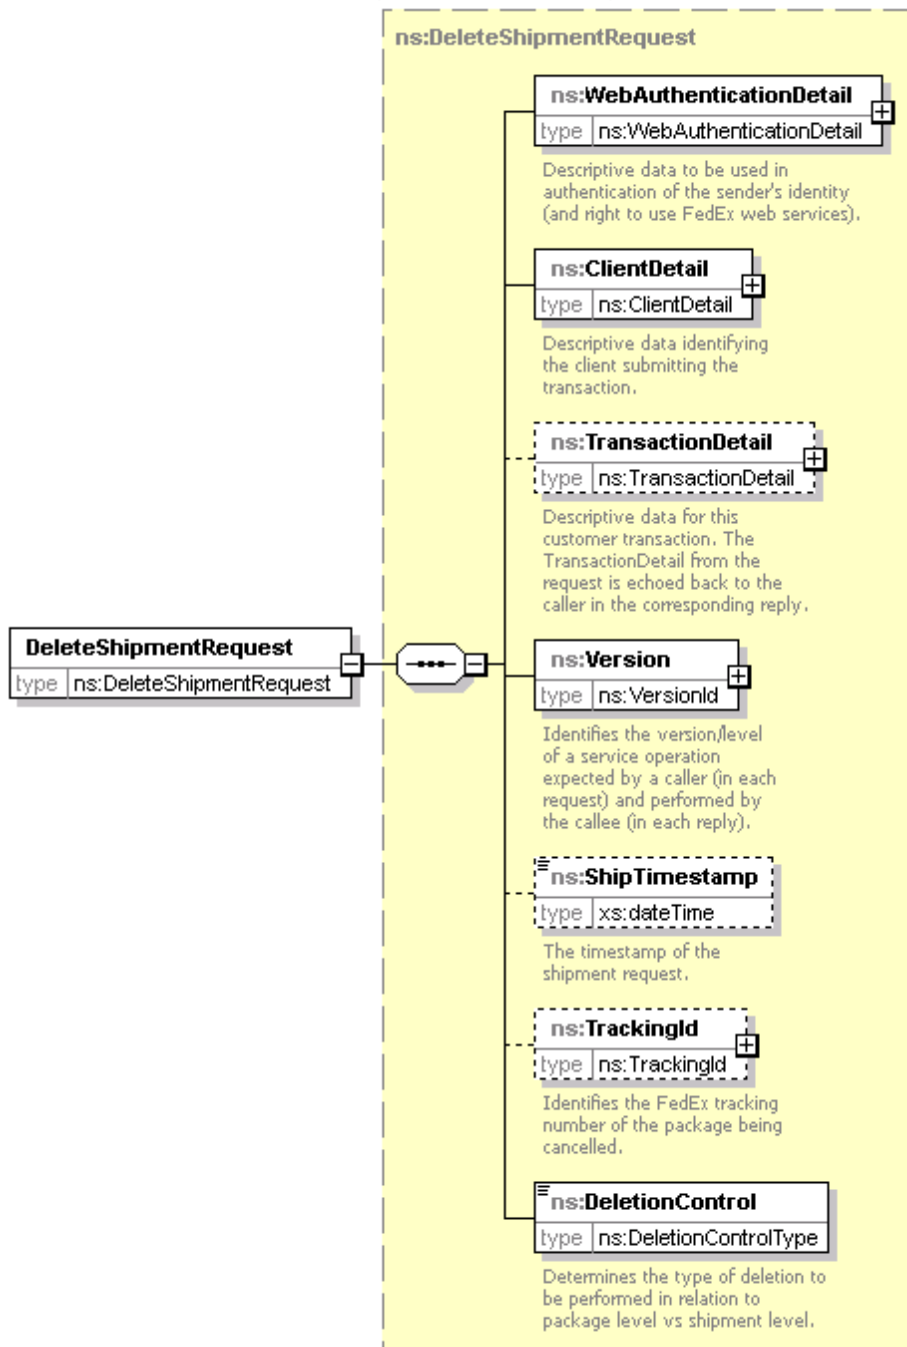 ns:DeleteShipmentRequest
ns:WebAuthenticationDetail
type ns:WebAuthenticationDetail
Descriptive data to be used in
authentication of the sender's identity
(and right to use FedEx web services).
ns:ClientDetail
type ns:ClientDetail
Descriptive data identifying
the client submitting the
transaction.
ns:TransactionDetail
type ns:TransactionDetail
Descriptive data for this
customer transaction. The
TransactionDetail from the
request is echoed back to the
caller in the corresponding reply.
DeleteShipmentRequest
type ns:DeleteShipmentRequest
ns:Version
type ns:VersionId
Identifies the version/level
of a service operation
expected by a caller (in each
request) and performed by
the callee (in each reply).
ns:ShipTimestamp
type xs:dateTime
The timestamp of the
shipment request.
ns:TrackingId
type ns:TrackingId
Identifies the FedEx tracking
number of the package being
cancelled.
ns:DeletionControl
type ns:DeletionControlType
Determines the type of deletion to
be performed in relation to
package level vs shipment level.